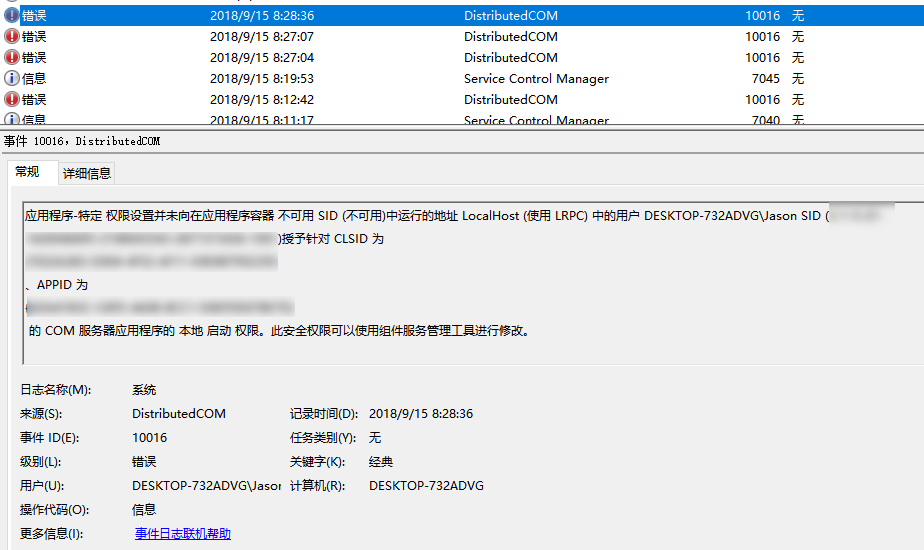 错误 2018/9/15 8:28:36 DistributedCOM 10016 无
错误 2018/9/15 8:27:07 DistributedCOM 10016 无
错误 2018/9/15 8:27:04 DistributedCOM 10016 无
信息 2018/9/15 8:19:53 Service Control Manager 7045 无
错误 2018/9/15 8:12:42 DistributedCOM 10016 无
信息 2018/9/15 8:11:17 Service Control Manager 7040 无
事件 10016，DistributedCOM
常规 详细信息
应用程序-特定 权限设置并未向在应用程序容器 不可用 SID (不可用)中运行的地址 LocalHost (使用 LRPC) 中的用户 DESKTOP-732ADVG\Jason SID (
)授予针对 CLSID 为
、APPID 为
的 COM 服务器应用程序的 本地 启动 权限。此安全权限可以使用组件服务管理工具进行修改。
日志名称(M): 系统
来源(S): DistributedCOM 记录时间(D): 2018/9/15 8:28:36
事件 ID(E): 10016 任务类别(Y): 无
级别(L): 错误 关键字(K): 经典
用户(U): DESKTOP-732ADVG\Jason 计算机(R): DESKTOP-732ADVG
操作代码(O): 信息
更多信息(I): 事件日志联机帮助